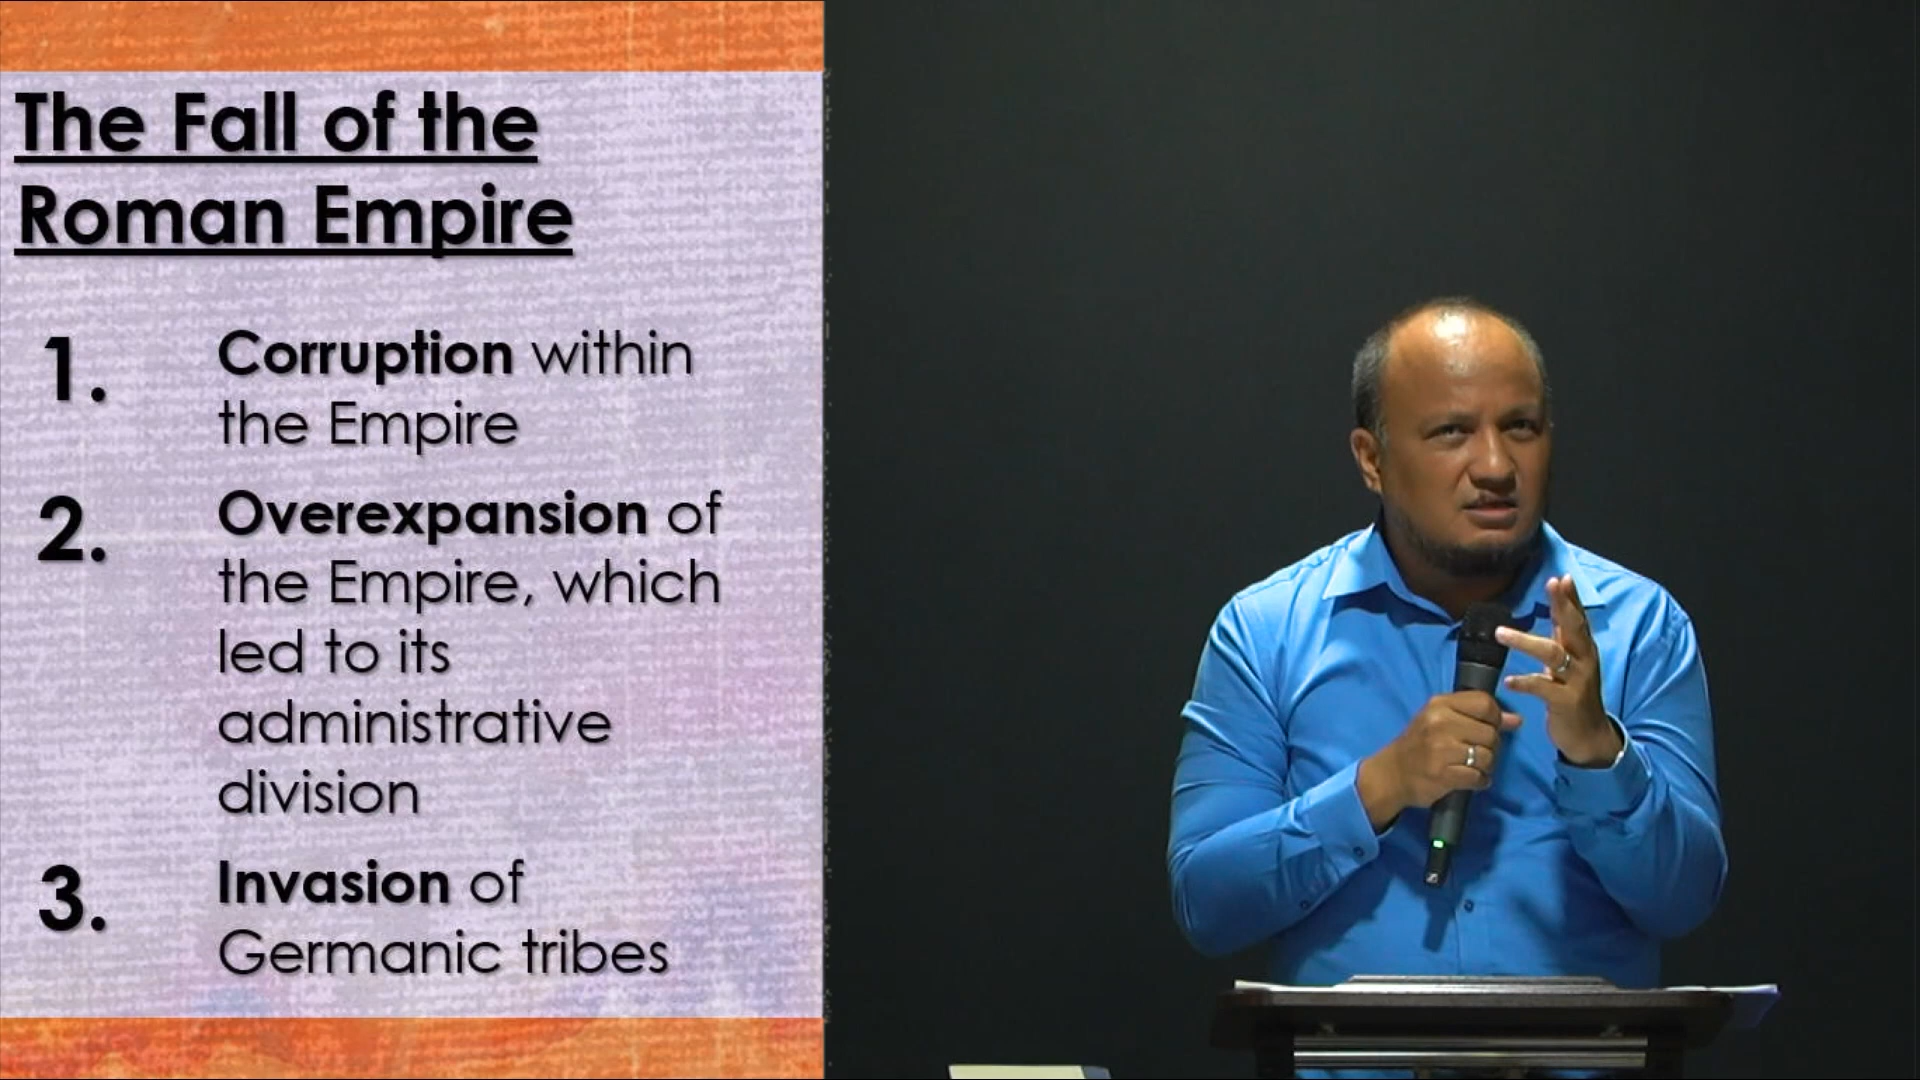 The Fall of the
Roman Empire
1. Corruption within
the Empire
2. Overexpansion of
the Empire, which
led to its
administrative
division
3. Invasion of
Germanic tribes